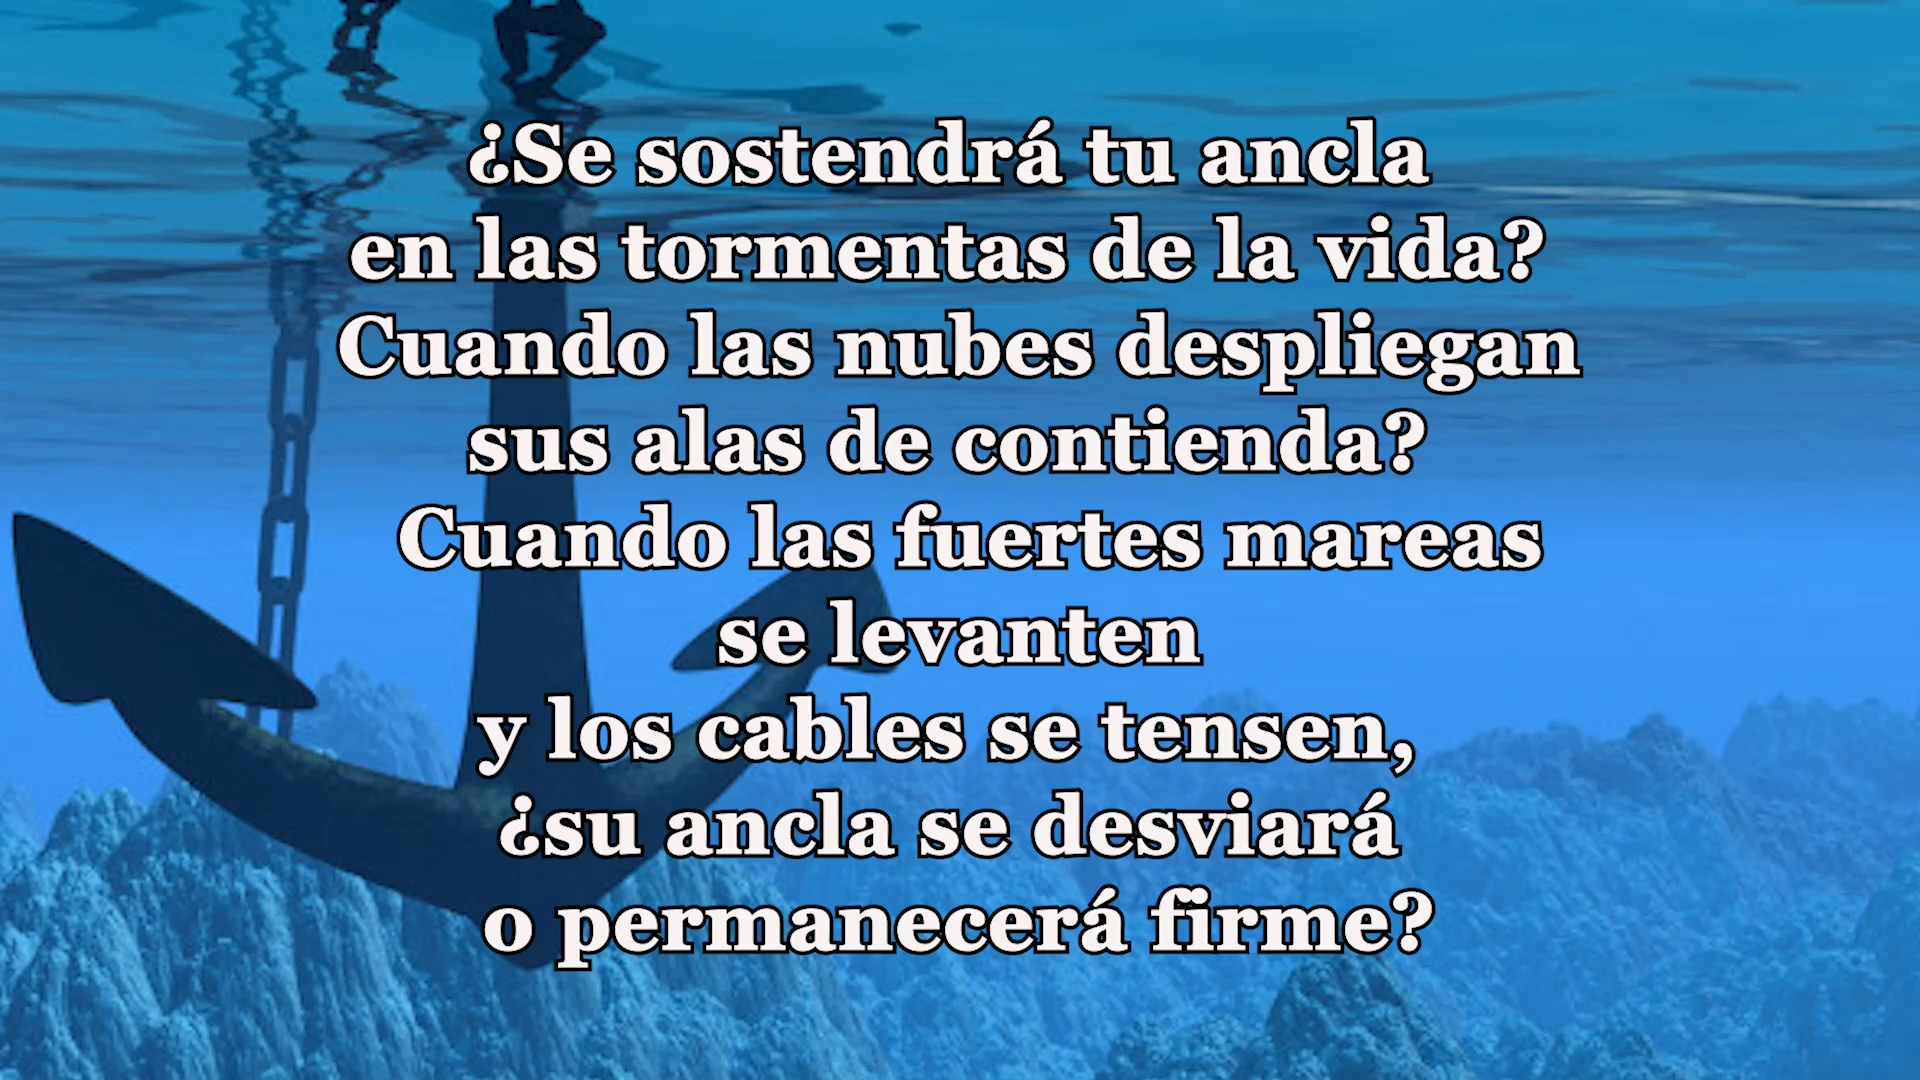 ¿Se sostendrá tu ancla
en las tormentas de la vida?
Cuando las nubes despliegan
sus alas de contienda?
Cuando las fuertes mareas
se levanten
y los cables se tensen,
¿su ancla se desviará
o permanecerá firme?